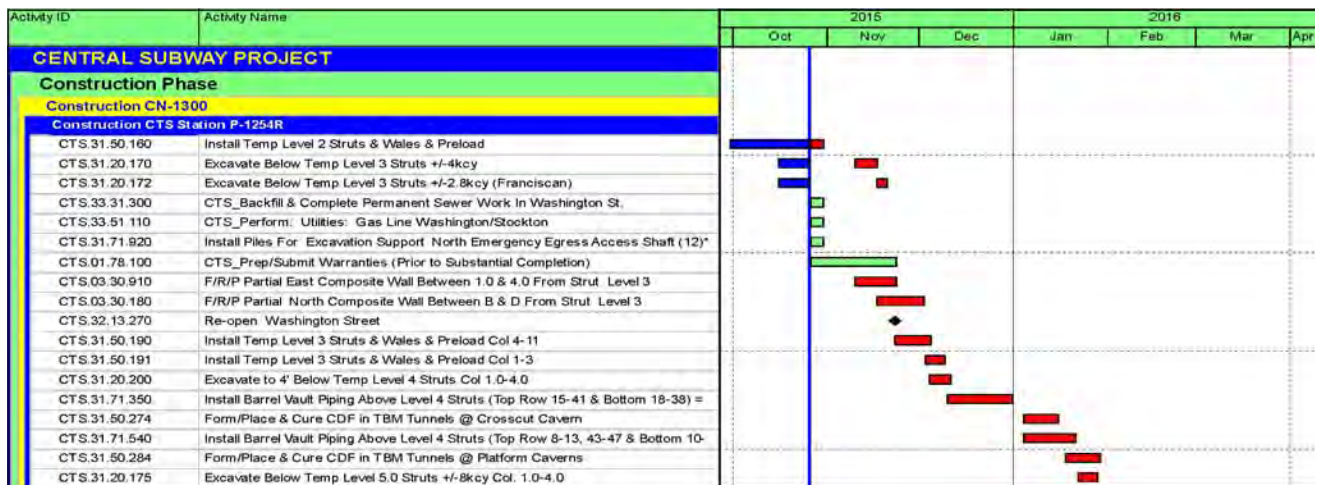 Activity ID Activity Name 2015 2016
Oct Nov Dec Jan Feb Mar Apr
CENTRAL SUBWAY PROJECT
Construction Phase
Construction CN-1300
Construction CTS Station P-1254R
CTS.31.50.160 Install Temp Level 2 Struts & Wales & Preload
CTS.31.20.170 Excavate Below Temp Level 3 Struts +/-4kcy
CTS.31.20.172 Excavate Below Temp Level 3 Struts +/-2.8kcy (Franciscan)
CTS.33.31.300 CTS_Backfill & Complete Permanent Sewer Work In Washington St.
CTS.33.51.110 CTS_Perform: Utilities: Gas Line Washington/Stockton
CTS.31.71.920 Install Piles For Excavation Support North Emergency Egress Access Shaft (12)*
CTS.01.78.100 CTS_Prep/Submit Warranties (Prior to Substantial Completion)
CTS.03.30.910 F/R/P Partial East Composite Wall Between 1.0 & 4.0 From Strut Level 3
CTS.03.30.180 F/R/P Partial North Composite Wall Between B & D From Strut Level 3
CTS.32.13.270 Re-open Washington Street
CTS.31.50.190 Install Temp Level 3 Struts & Wales & Preload Col 4-11
CTS.31.50.191 Install Temp Level 3 Struts & Wales & Preload Col 1-3
CTS.31.20.200 Excavate to 4' Below Temp Level 4 Struts Col 1.0-4.0
CTS.31.71.350 Install Barrel Vault Piping Above Level 4 Struts (Top Row 15-41 & Bottom 18-38) =
CTS.31.50.274 Form/Place & Cure CDF in TBM Tunnels @ Crosscut Cavern
CTS.31.71.540 Install Barrel Vault Piping Above Level 4 Struts (Top Row 8-13, 43-47 & Bottom 10-
CTS.31.50.284 Form/Place & Cure CDF in TBM Tunnels @ Platform Caverns
CTS.31.20.175 Excavate Below Temp Level 5.0 Struts +/-8kcy Col. 1.0-4.0